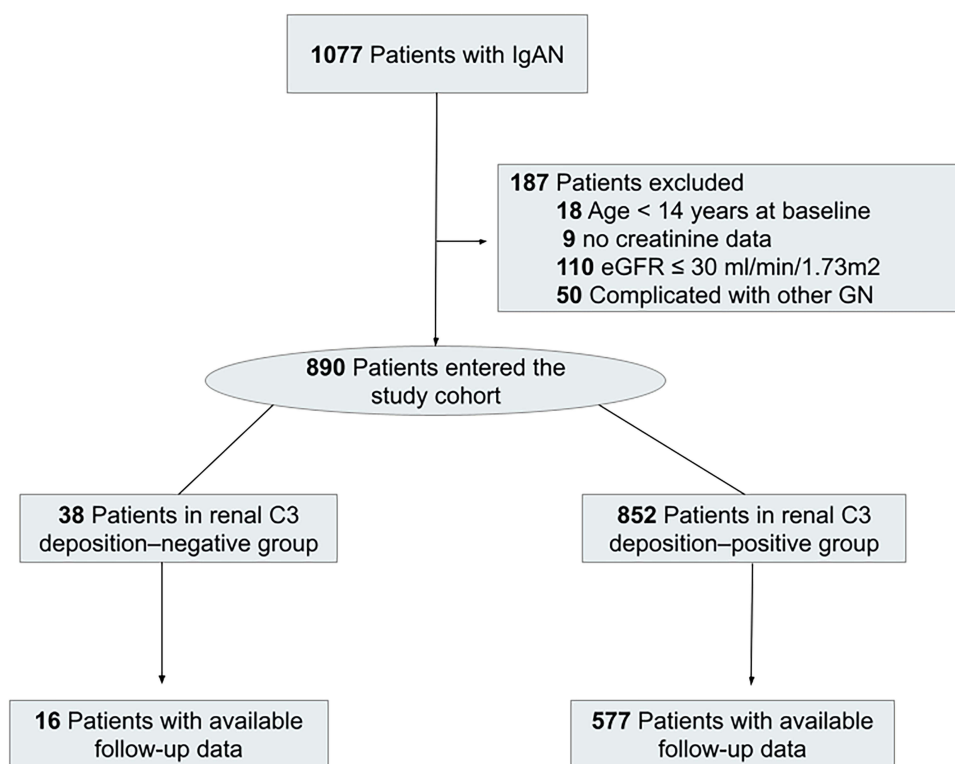 1077 Patients with IgAN
187 Patients excluded
18 Age < 14 years at baseline
9 no creatinine data
110 eGFR ≤ 30 ml/min/1.73m2
50 Complicated with other GN
890 Patients entered the
study cohort
38 Patients in renal C3
deposition–negative group
852 Patients in renal C3
deposition–positive group
16 Patients with available
follow-up data
577 Patients with available
follow-up data